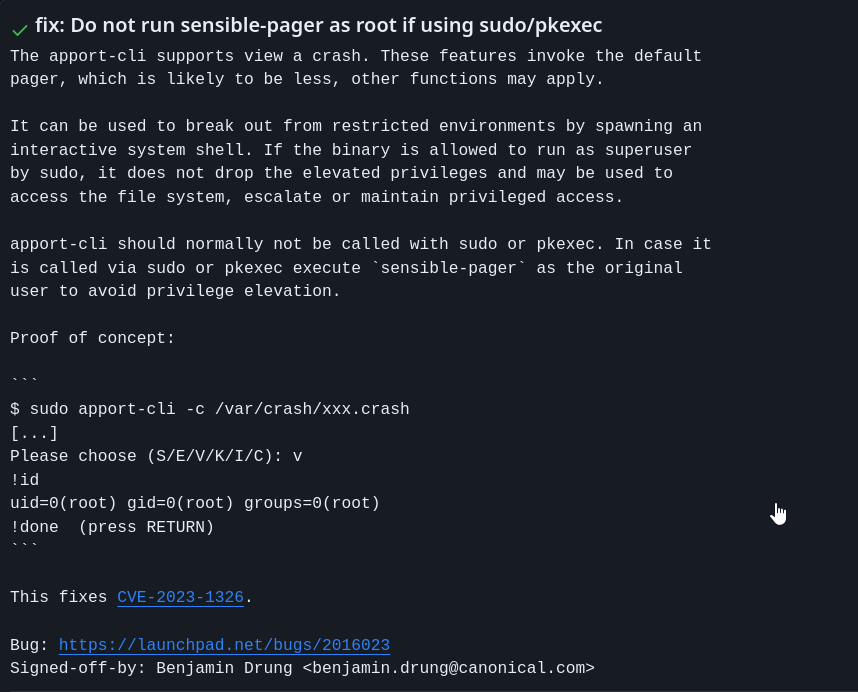 fix: Do not run sensible-pager as root if using sudo/pkexec
The apport-cli supports view a crash. These features invoke the default
pager, which is likely to be less, other functions may apply.
It can be used to break out from restricted environments by spawning an
interactive system shell. If the binary is allowed to run as superuser
by sudo, it does not drop the elevated privileges and may be used to
access the file system, escalate or maintain privileged access.
apport-cli should normally not be called with sudo or pkexec. In case it
is called via sudo or pkexec execute `sensible-pager` as the original
user to avoid privilege elevation.
Proof of concept:
```
$ sudo apport-cli -c /var/crash/xxx.crash
[...]
Please choose (S/E/V/K/I/C): v
!id
uid=0(root) gid=0(root) groups=0(root)
!done  (press RETURN)
```
This fixes CVE-2023-1326.
Bug: https://launchpad.net/bugs/2016023
Signed-off-by: Benjamin Drung <benjamin.drung@canonical.com>